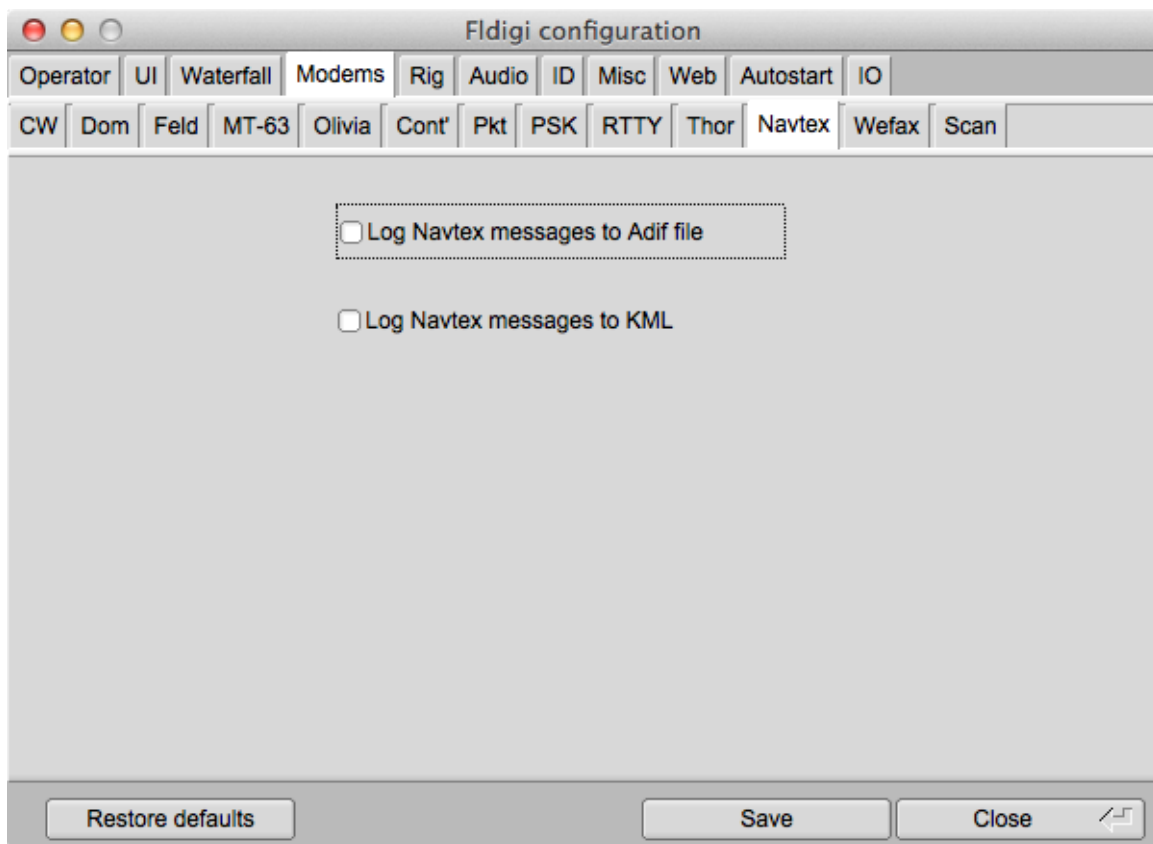 Fldigi configuration
Operator UI Waterfall Modems Rig Audio ID Misc Web Autostart IO
CW Dom Feld MT-63 Olivia Cont' Pkt PSK RTTY Thor Navtex Wefax Scan
Log Navtex messages to Adif file
Log Navtex messages to KML
Restore defaults Save Close